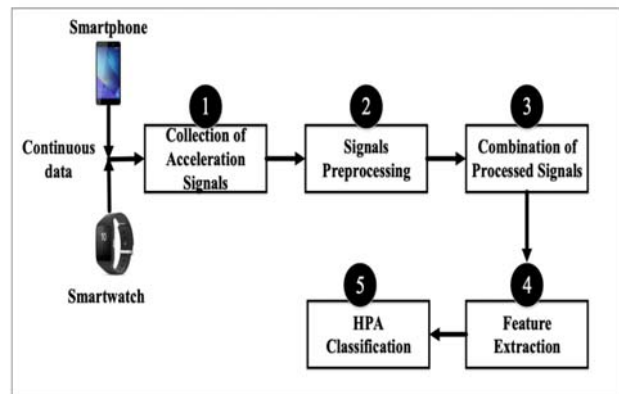 Smartphone
Continuous
data
Smartwatch
1
Collection of
Acceleration
Signals
2
Signals
Preprocessing
3
Combination of
Processed Signals
4
Feature
Extraction
5
HPA
Classification